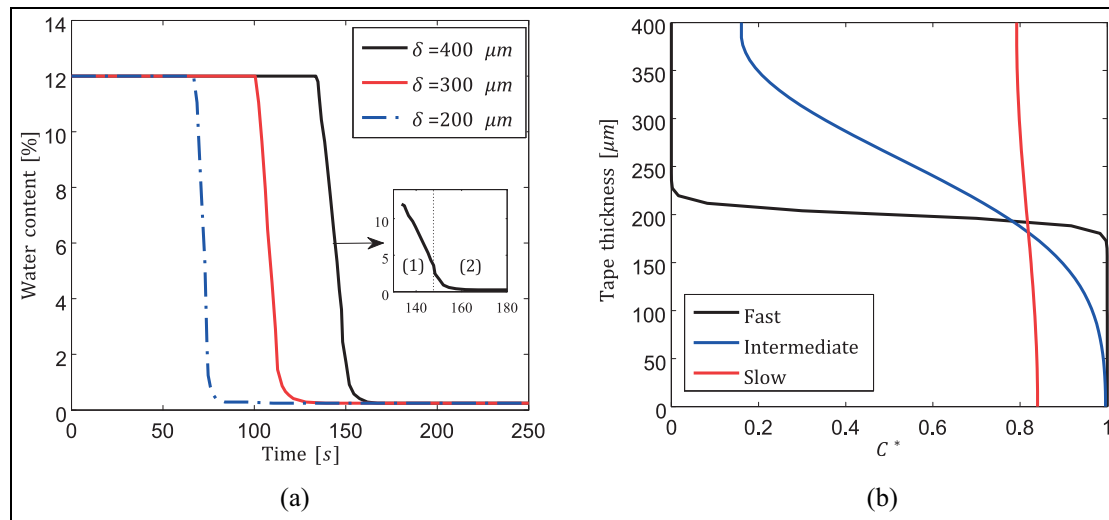 14
12
10
8
6
4
2
0
Water content [%]
δ =400 μm
δ =300 μm
δ =200 μm
10
5
0
(1)
(2)
140 160 180
0 50 100 150 200 250
Time [s]
(a)
400
350
300
250
200
150
100
50
0
Tape thickness [μm]
Fast
Intermediate
Slow
0 0.2 0.4 0.6 0.8 1
C *
(b)